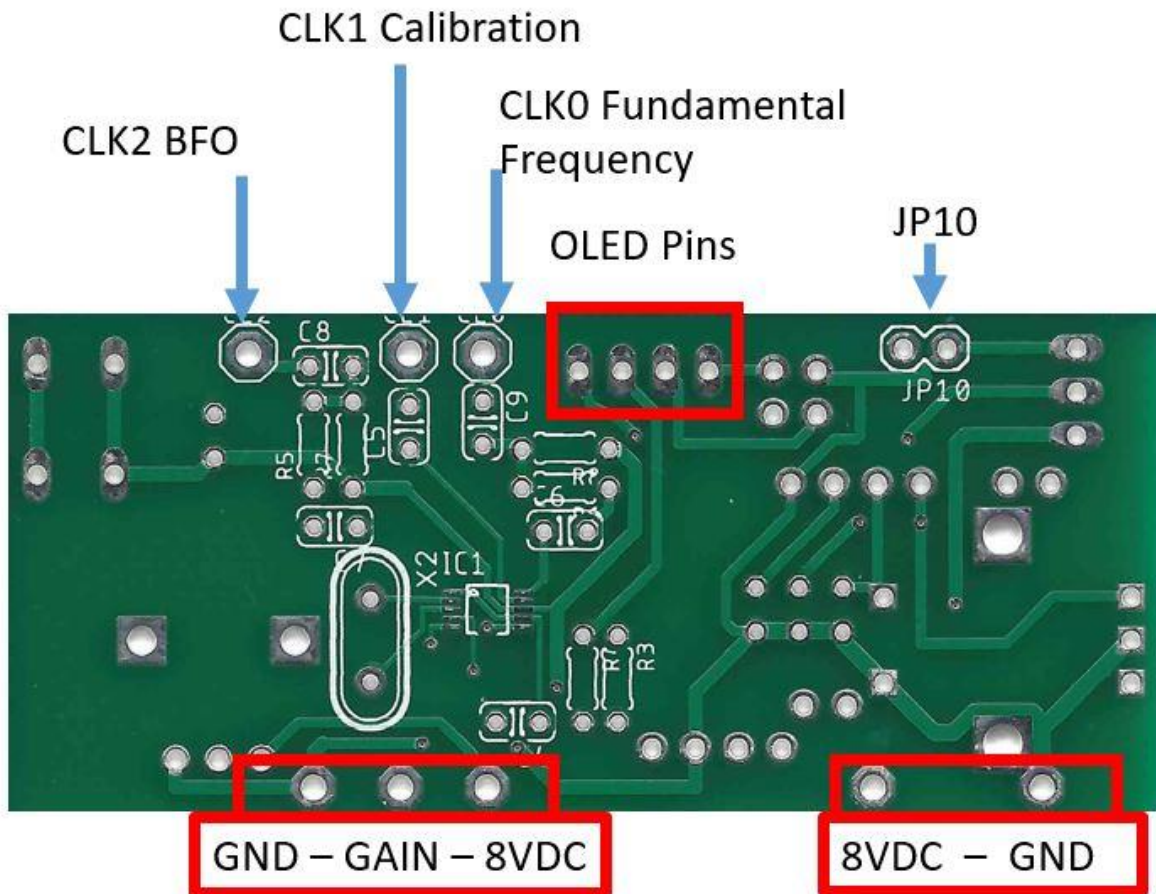 CLK1 Calibration
CLK0 Fundamental
Frequency
CLK2 BFO
OLED Pins
JP10
C8
JP10
C9
R5
IC1
X2
R3
GND – GAIN – 8VDC
8VDC – GND